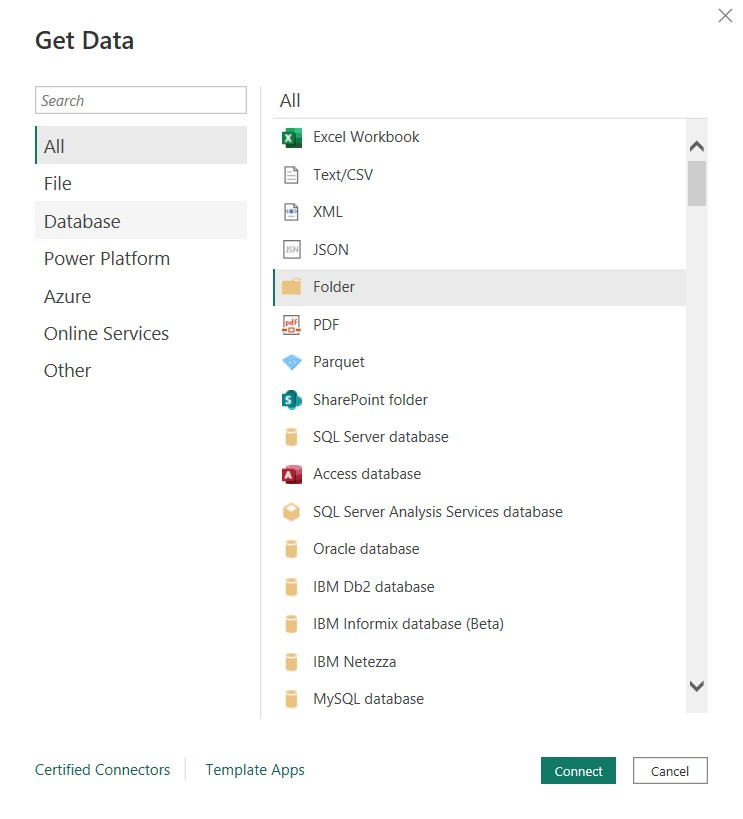 Get Data
Search
All
File
Database
Power Platform
Azure
Online Services
Other
All
Excel Workbook
Text/CSV
XML
JSN JSON
Folder
pdf PDF
Parquet
S SharePoint folder
SQL Server database
A Access database
SQL Server Analysis Services database
Oracle database
IBM Db2 database
IBM Informix database (Beta)
IBM Netezza
MySQL database
Certified Connectors
Template Apps
Connect
Cancel